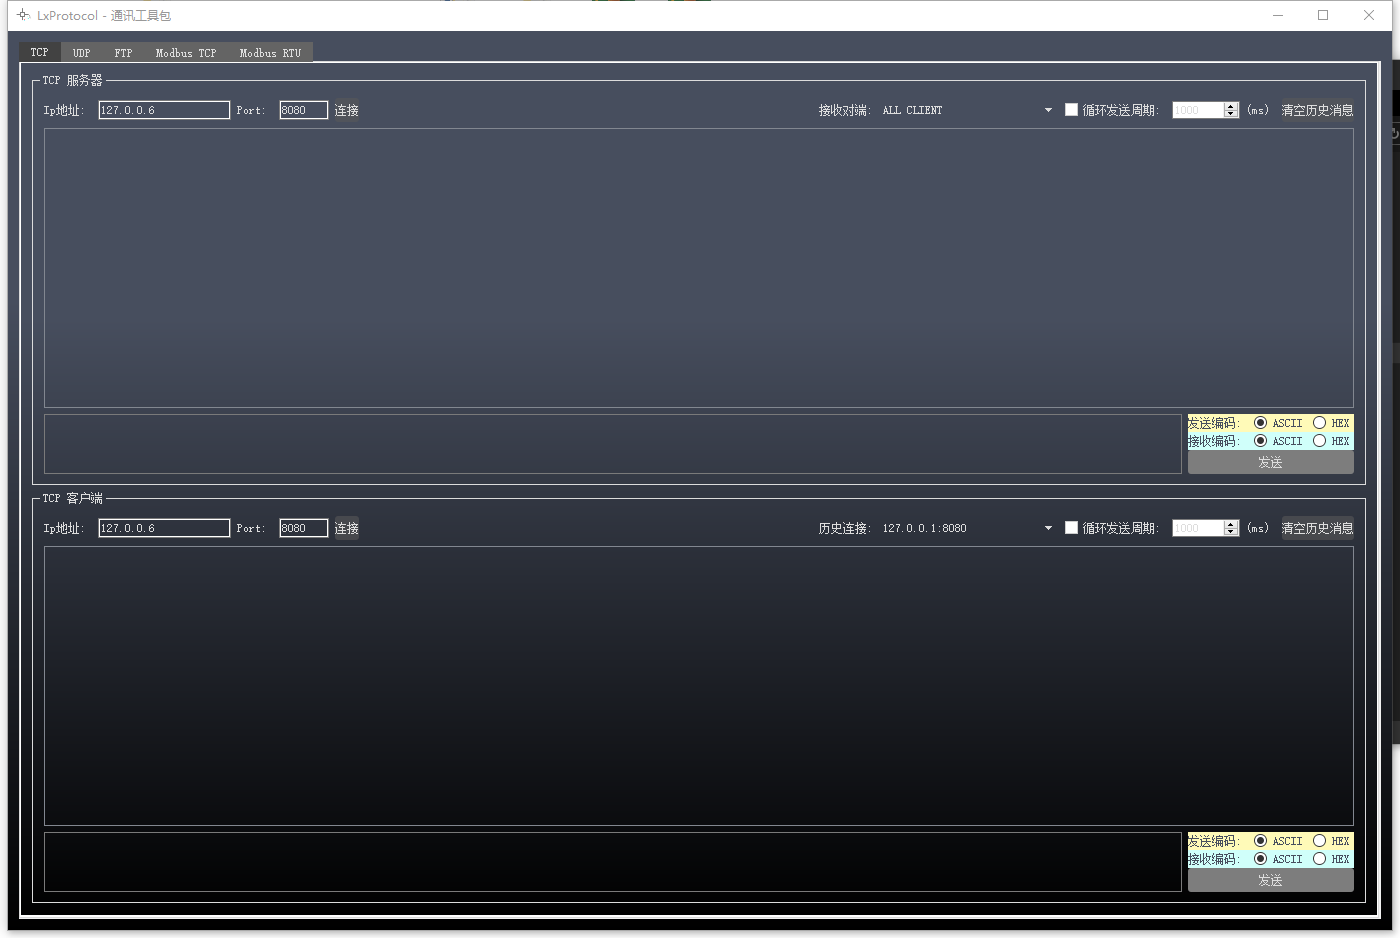 LxProtocol - 通讯工具包
TCP UDP FTP Modbus TCP Modbus RTU
TCP 服务器
Ip地址: 127.0.0.6 Port: 8080 连接 接收对端: ALL CLIENT 循环发送周期: 1000 (ms) 清空历史消息
发送编码: ASCII HEX
接收编码: ASCII HEX
发送
TCP 客户端
Ip地址: 127.0.0.6 Port: 8080 连接 历史连接: 127.0.0.1:8080 循环发送周期: 1000 (ms) 清空历史消息
发送编码: ASCII HEX
接收编码: ASCII HEX
发送